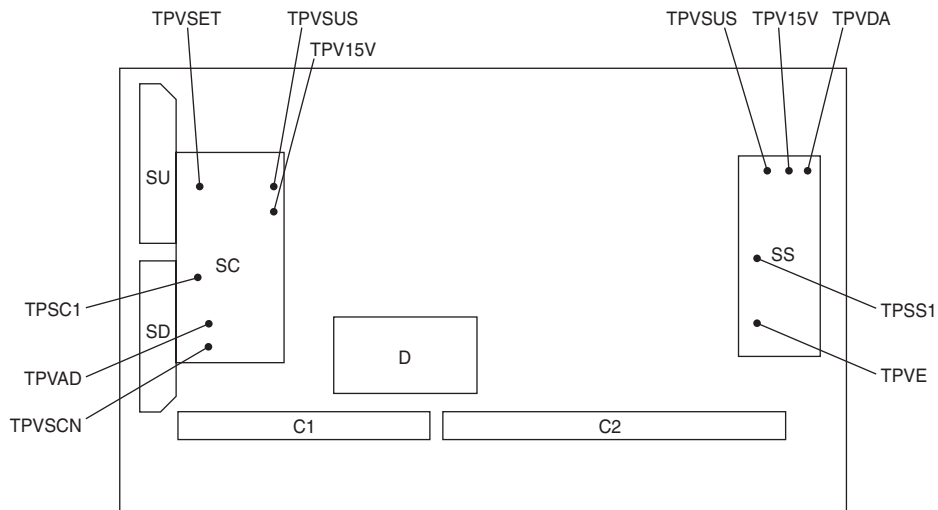 TPVSET TPVSUS TPVSUS TPV15V TPVDA
TPV15V
SU
SC SS
TPSC1 SD TPSS1
D
TPVAD TPVE
TPVSCN C1 C2